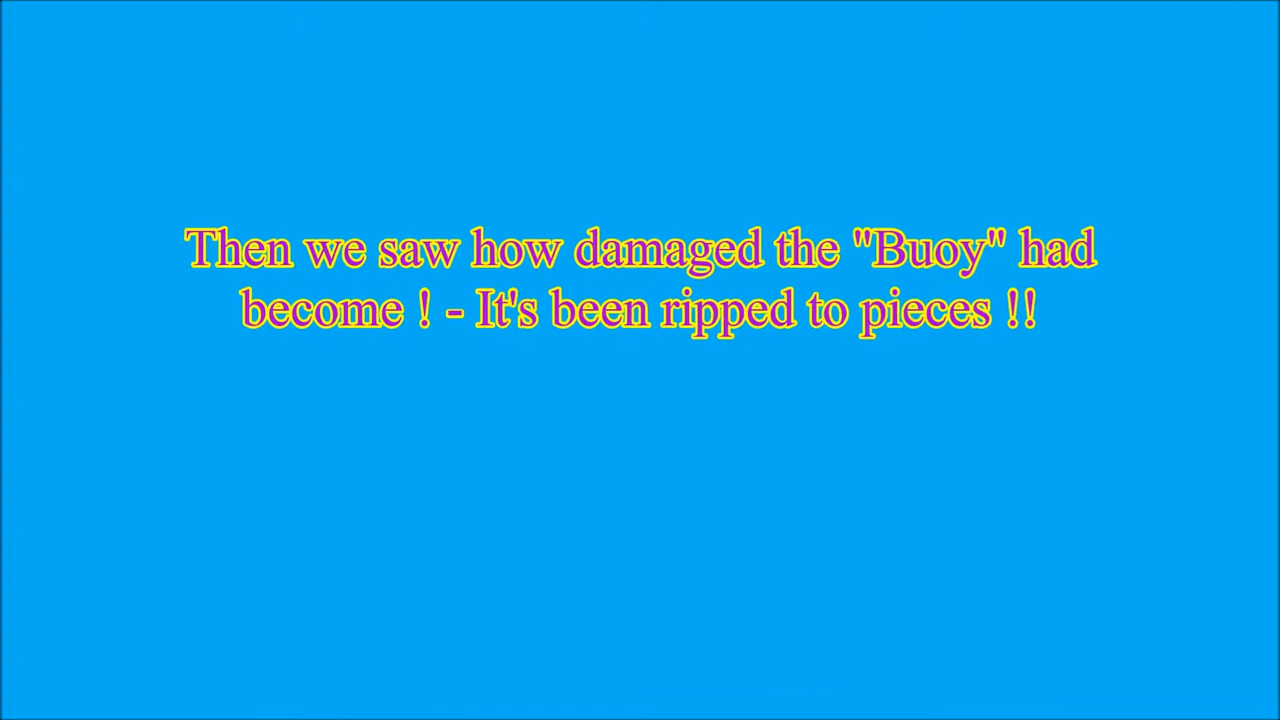 Then we saw how damaged the "Buoy" had
become ! - It's been ripped to pieces !!